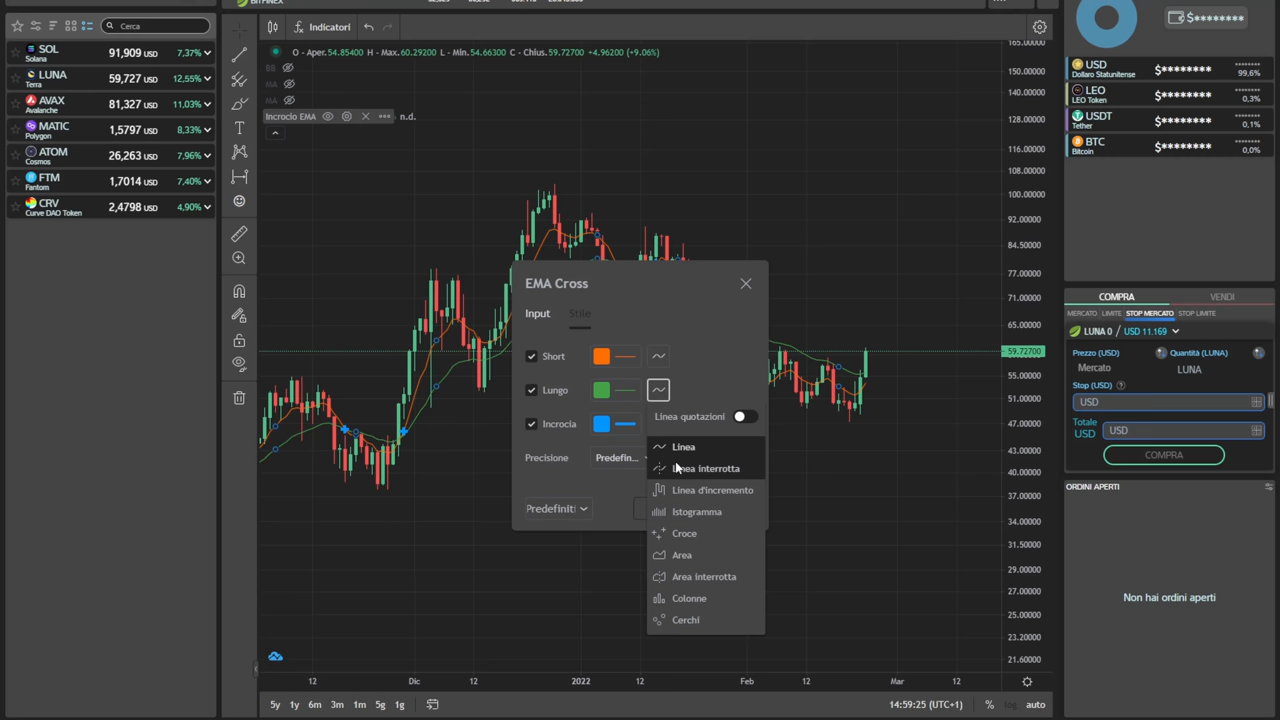 BITFINEX
Indicatori
Cerca
O - Aper.54.85400 H - Max.60.29200 L - Min.54.66300 C - Chius.59.72700 +4.96200 (+9.06%)
BB
MA
MA
Incrocio EMA
n.d.
SOL
Solana
91,909 USD
7,37%
LUNA
Terra
59,727 USD
12,55%
AVAX
Avalanche
81,327 USD
11,03%
MATIC
Polygon
1,5797 USD
8,33%
ATOM
Cosmos
26,263 USD
7,96%
FTM
Fantom
1,7014 USD
7,40%
CRV
Curve DAO Token
2,4798 USD
4,90%
EMA Cross
Input
Stile
Short
Lungo
Incrocia
Precisione
Predefin...
Predefiniti
Linea quotazioni
Linea
Linea interrotta
Linea d'incremento
Istogramma
Croce
Area
Area interrotta
Colonne
Cerchi
165.00000
150.00000
140.00000
128.00000
116.00000
108.00000
100.00000
92.00000
84.50000
77.00000
71.00000
65.00000
59.72700
55.00000
51.00000
47.00000
43.00000
40.00000
37.00000
34.00000
31.50000
29.00000
27.00000
25.00000
23.20000
21.60000
12
Dic
12
2022
12
Feb
12
Mar
12
5y
1y
6m
3m
1m
5g
1g
14:59:25 (UTC+1)
%
log
auto
$********
USD
Dollaro Statunitense
$********
********
99,6%
LEO
LEO Token
$********
********
0,3%
USDT
Tether
$********
********
0,1%
BTC
Bitcoin
$********
********
0,0%
COMPRA
VENDI
MERCATO
LIMITE
STOP MERCATO
STOP LIMITE
LUNA 0 / USD 11.169
Prezzo (USD)
Quantità (LUNA)
Mercato
LUNA
Stop (USD)
USD
Totale
USD
USD
COMPRA
ORDINI APERTI
Non hai ordini aperti